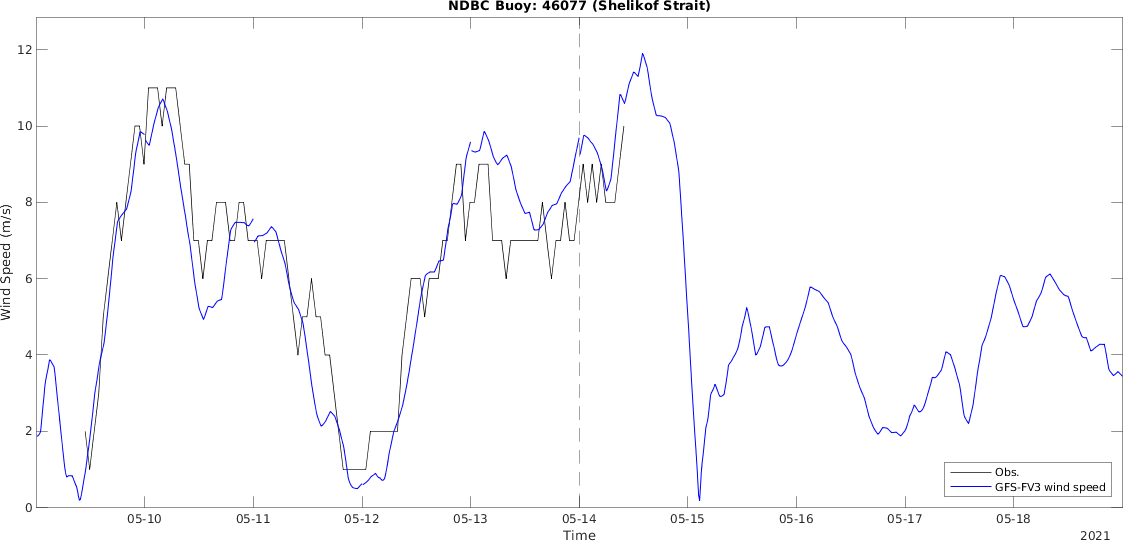 NDBC Buoy: 46077 (Shelikof Strait)
Wind Speed (m/s)
12
10
8
6
4
2
0
05-10 05-11 05-12 05-13 05-14 05-15 05-16 05-17 05-18
Time
2021
Obs.
GFS-FV3 wind speed